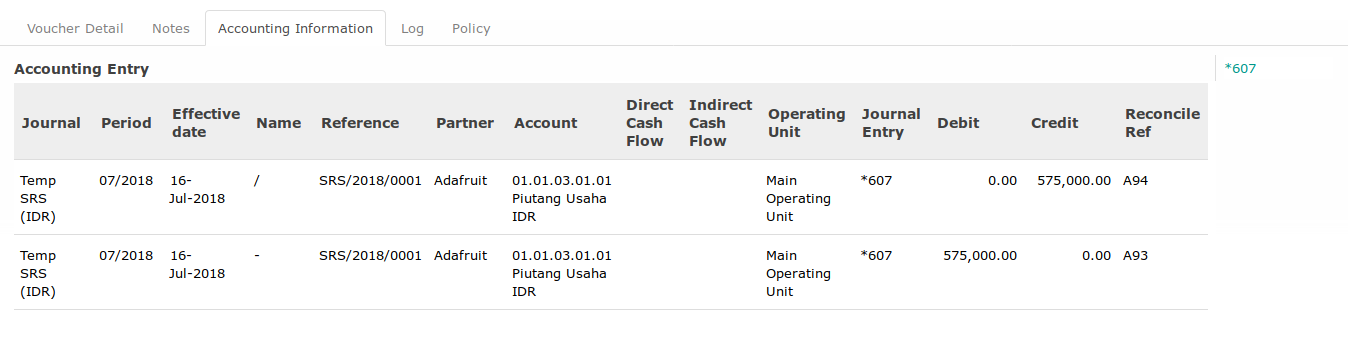 Voucher Detail Notes Accounting Information Log Policy
Accounting Entry *607
Journal Period Effective date Name Reference Partner Account Direct Cash Flow Indirect Cash Flow Operating Unit Journal Entry Debit Credit Reconcile Ref
Temp SRS (IDR) 07/2018 16-Jul-2018 / SRS/2018/0001 Adafruit 01.01.03.01.01 Piutang Usaha IDR Main Operating Unit *607 0.00 575,000.00 A94
Temp SRS (IDR) 07/2018 16-Jul-2018 - SRS/2018/0001 Adafruit 01.01.03.01.01 Piutang Usaha IDR Main Operating Unit *607 575,000.00 0.00 A93